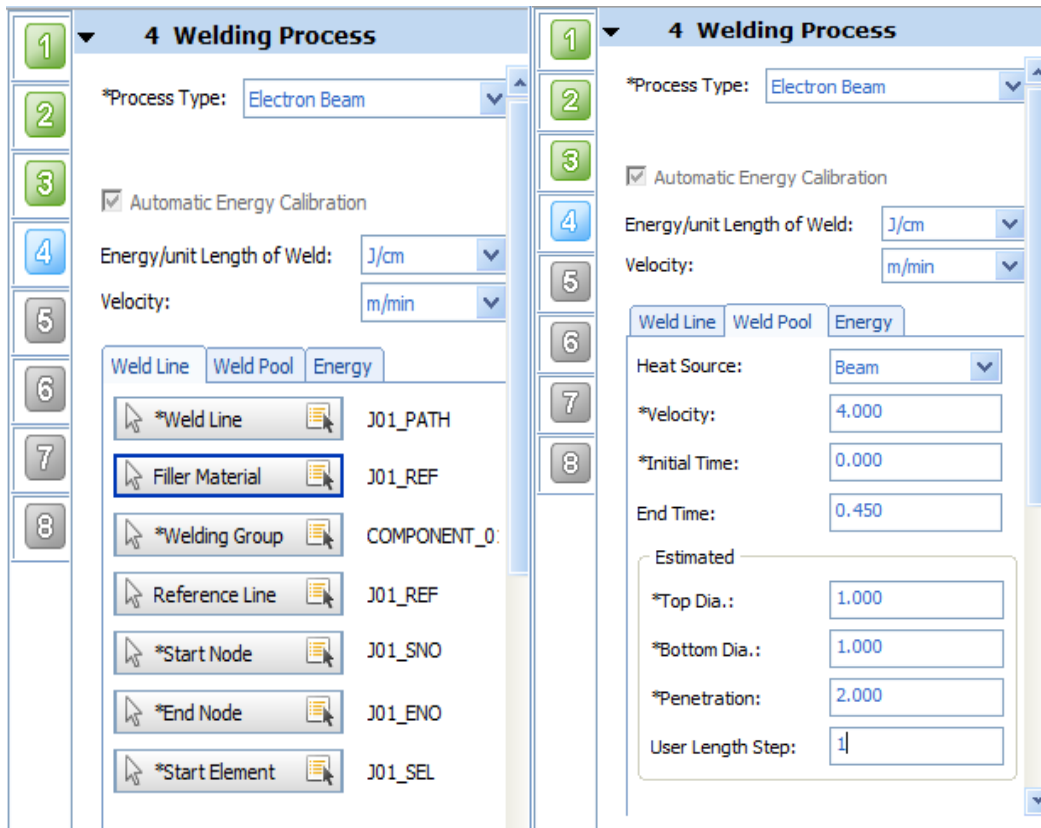 1
2
3
4
5
6
7
8
4 Welding Process
*Process Type: Electron Beam
Automatic Energy Calibration
Energy/unit Length of Weld: J/cm
Velocity: m/min
Weld Line Weld Pool Energy
*Weld Line J01_PATH
Filler Material J01_REF
*Welding Group COMPONENT_01
Reference Line J01_REF
*Start Node J01_SNO
*End Node J01_ENO
*Start Element J01_SEL
1
2
3
4
5
6
7
8
4 Welding Process
*Process Type: Electron Beam
Automatic Energy Calibration
Energy/unit Length of Weld: J/cm
Velocity: m/min
Weld Line Weld Pool Energy
Heat Source: Beam
*Velocity: 4.000
*Initial Time: 0.000
End Time: 0.450
Estimated
*Top Dia.: 1.000
*Bottom Dia.: 1.000
*Penetration: 2.000
User Length Step: 1